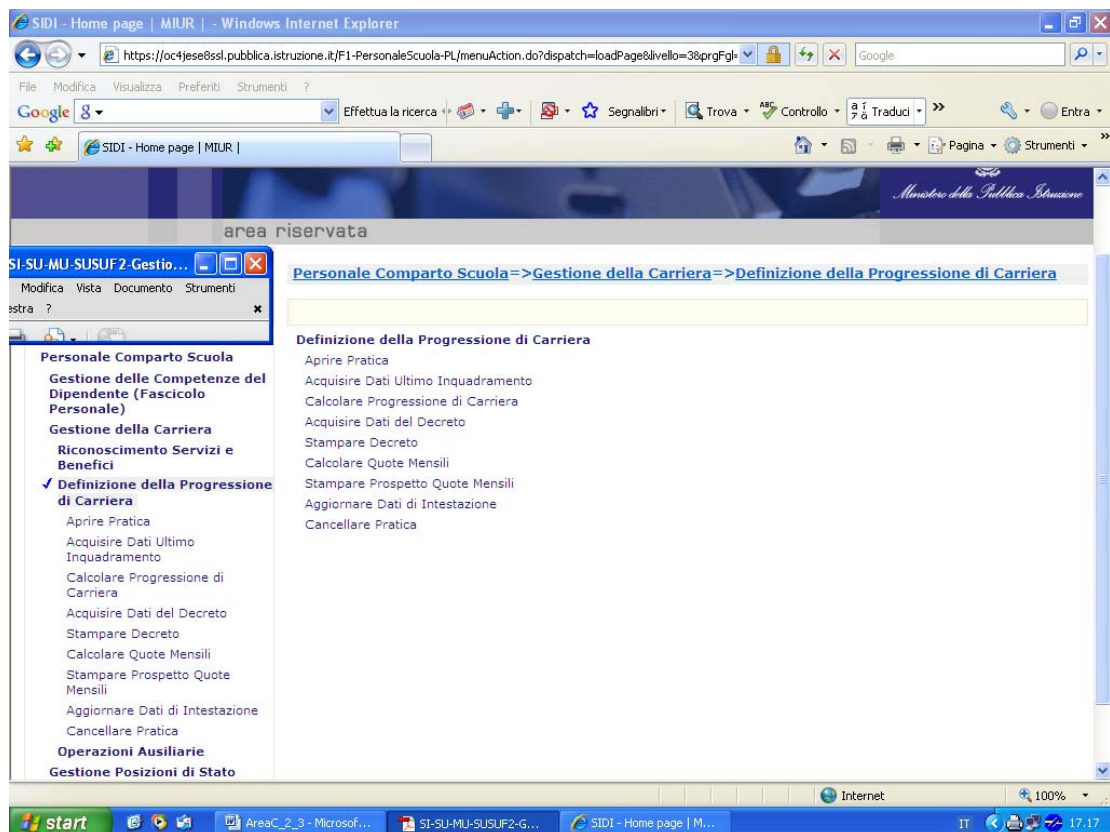 SIDI - Home page | MIUR | - Windows Internet Explorer
https://oc4jese8ssl.pubblica.istruzione.it/F1-PersonaleScuola-PL/menuAction.do?dispatch=loadPage&livello=3&prgFgl=
Google
File Modifica Visualizza Preferiti Strumenti ?
Google Effettua la ricerca Segnalibri Trova Controllo Traduci Entra
SIDI - Home page | MIUR |
Pagina Strumenti
Ministero della Pubblica Istruzione
area riservata
SI-SU-MU-SUSUF2-Gestio...
Modifica Vista Documento Strumenti
estra ?
Personale Comparto Scuola
Gestione delle Competenze del
Dipendente (Fascicolo
Personale)
Gestione della Carriera
Riconoscimento Servizi e
Benefici
Definizione della Progressione
di Carriera
Aprire Pratica
Acquisire Dati Ultimo
Inquadramento
Calcolare Progressione di
Carriera
Acquisire Dati del Decreto
Stampare Decreto
Calcolare Quote Mensili
Stampare Prospetto Quote
Mensili
Aggiornare Dati di Intestazione
Cancellare Pratica
Operazioni Ausiliarie
Gestione Posizioni di Stato
Personale Comparto Scuola=>Gestione della Carriera=>Definizione della Progressione di Carriera
Definizione della Progressione di Carriera
Aprire Pratica
Acquisire Dati Ultimo Inquadramento
Calcolare Progressione di Carriera
Acquisire Dati del Decreto
Stampare Decreto
Calcolare Quote Mensili
Stampare Prospetto Quote Mensili
Aggiornare Dati di Intestazione
Cancellare Pratica
Internet 100%
start AreaC_2_3 - Microsof... SI-SU-MU-SUSUF2-G... SIDI - Home page | M... IT 17.17